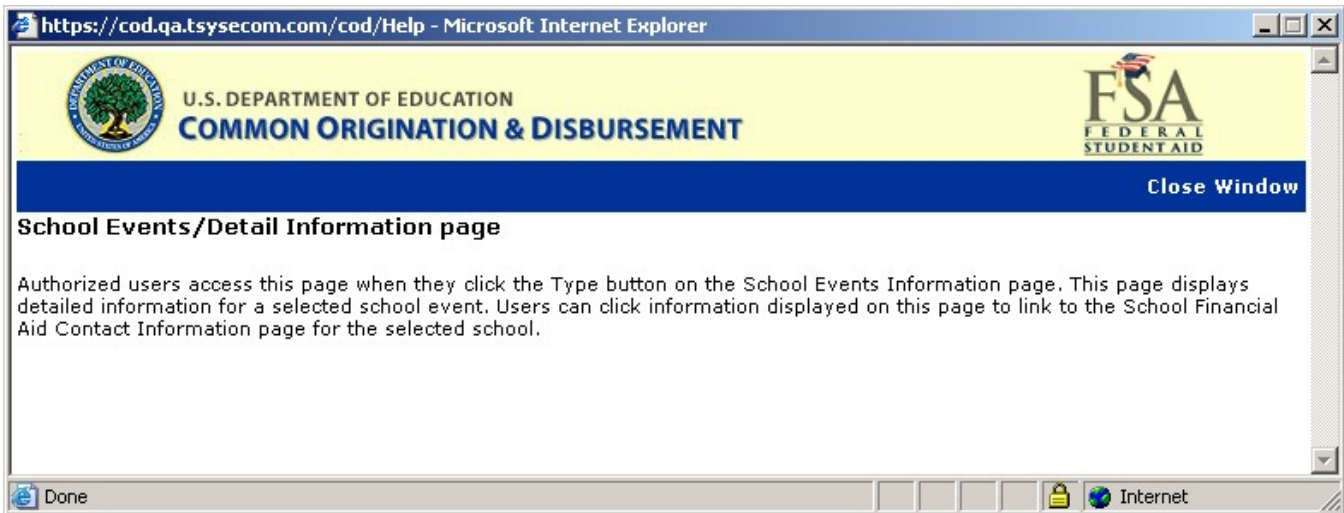 https://cod.qa.tsysecom.com/cod/Help - Microsoft Internet Explorer
U.S. DEPARTMENT OF EDUCATION
COMMON ORIGINATION & DISBURSEMENT
FSA
FEDERAL
STUDENT AID
Close Window
School Events/Detail Information page
Authorized users access this page when they click the Type button on the School Events Information page. This page displays
detailed information for a selected school event. Users can click information displayed on this page to link to the School Financial
Aid Contact Information page for the selected school.
Done
Internet